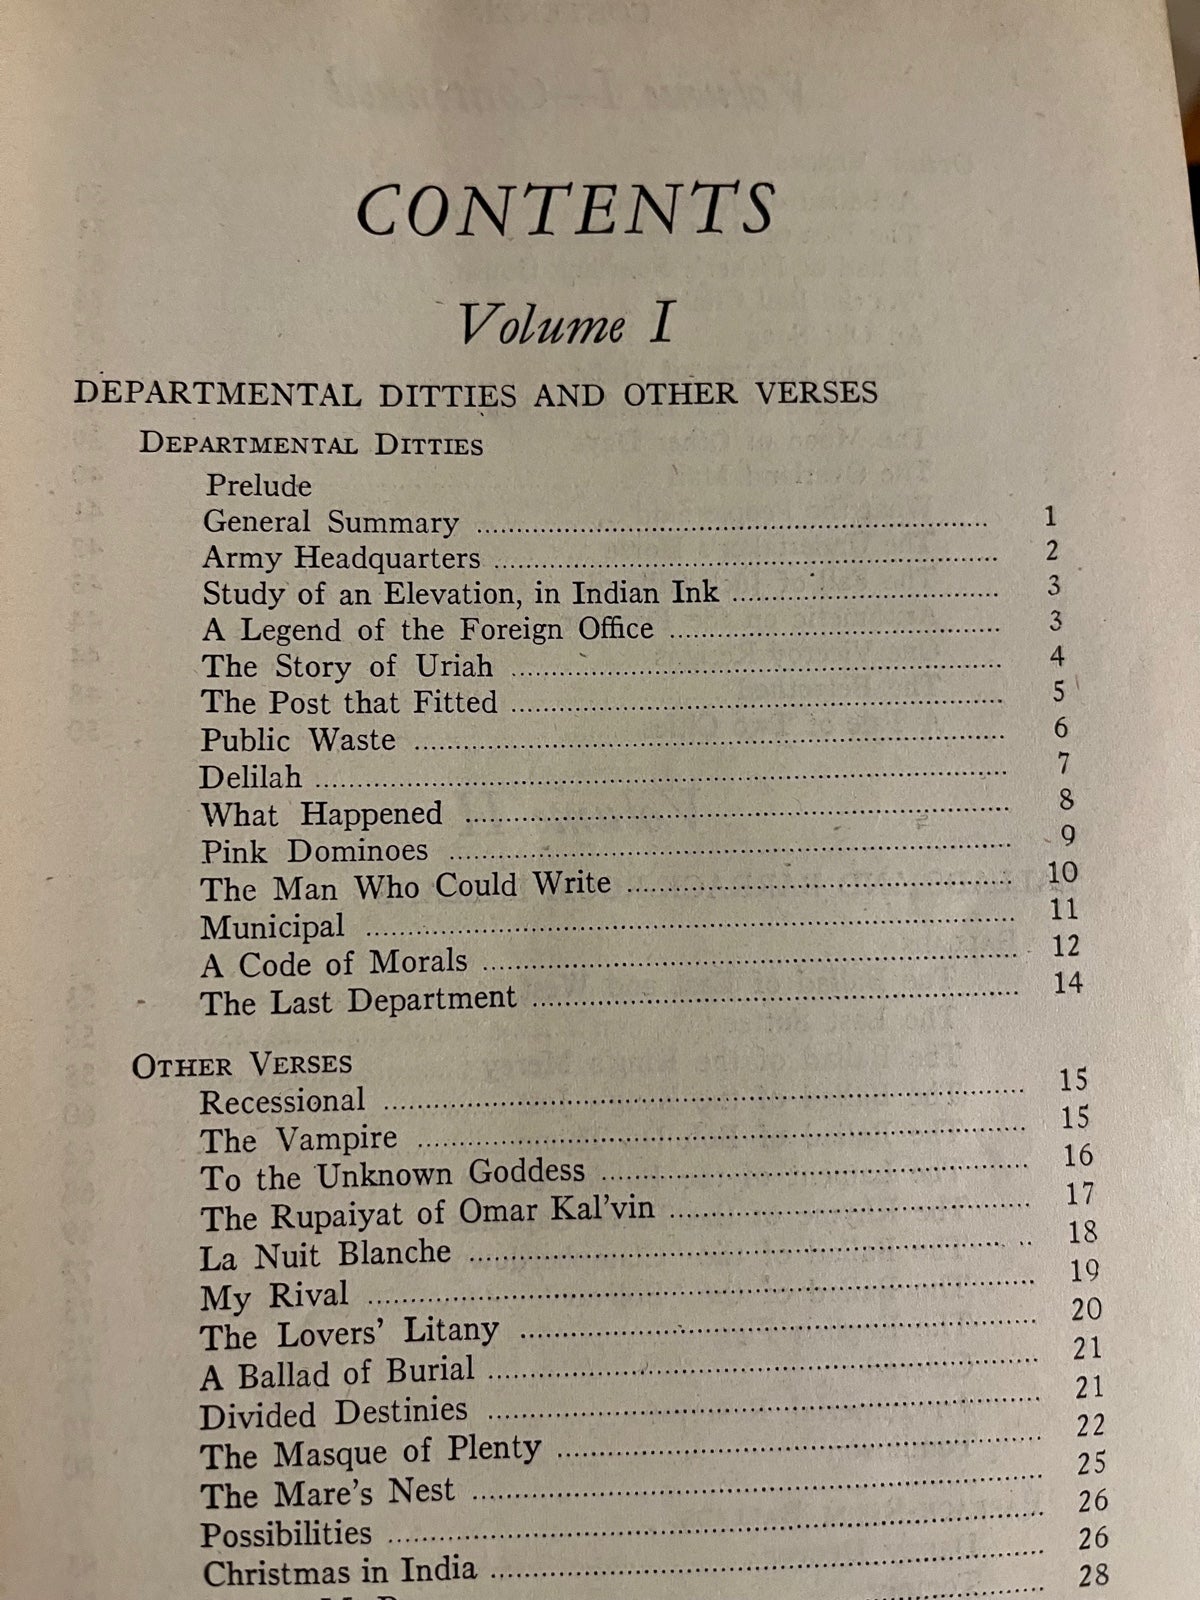 CONTENTS
Volume I
DEPARTMENTAL DITTIES AND OTHER VERSES
DEPARTMENTAL DITTIES
Prelude
General Summary 1
Army Headquarters 2
Study of an Elevation, in Indian Ink 3
A Legend of the Foreign Office 3
The Story of Uriah 4
The Post that Fitted 5
Public Waste 6
Delilah 7
What Happened 8
Pink Dominoes 9
The Man Who Could Write 10
Municipal 11
A Code of Morals 12
The Last Department 14
OTHER VERSES
Recessional 15
The Vampire 15
To the Unknown Goddess 16
The Rupaiyat of Omar Kal'vin 17
La Nuit Blanche 18
My Rival 19
The Lovers' Litany 20
A Ballad of Burial 21
Divided Destinies 21
The Masque of Plenty 22
The Mare's Nest 25
Possibilities 26
Christmas in India 26
28